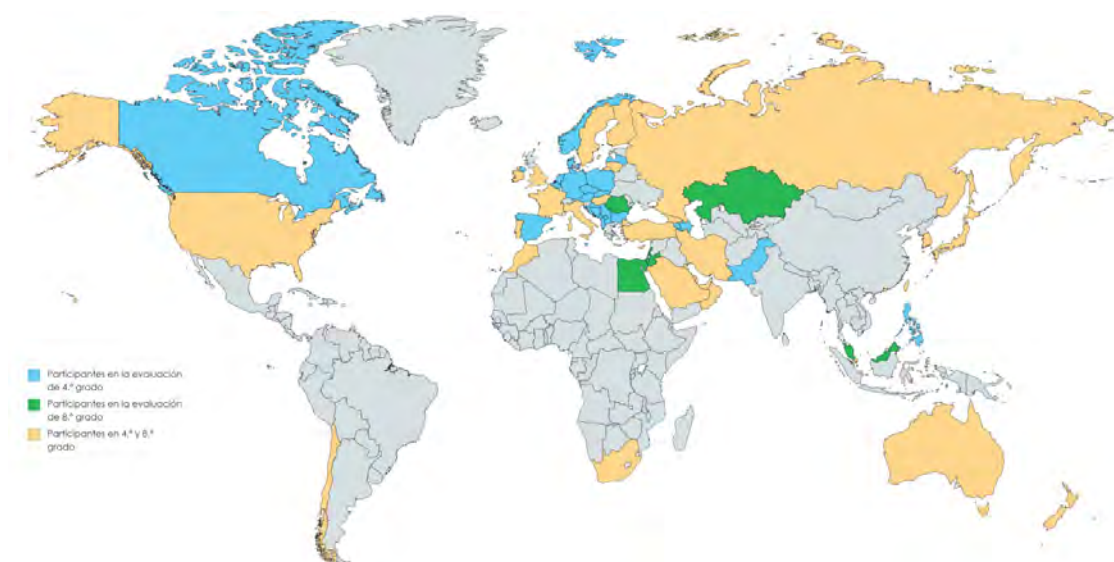 Participantes en la evaluación
de 4.º grado
Participantes en la evaluación
de 8.º grado
Participantes en 4.º y 8.º
grado